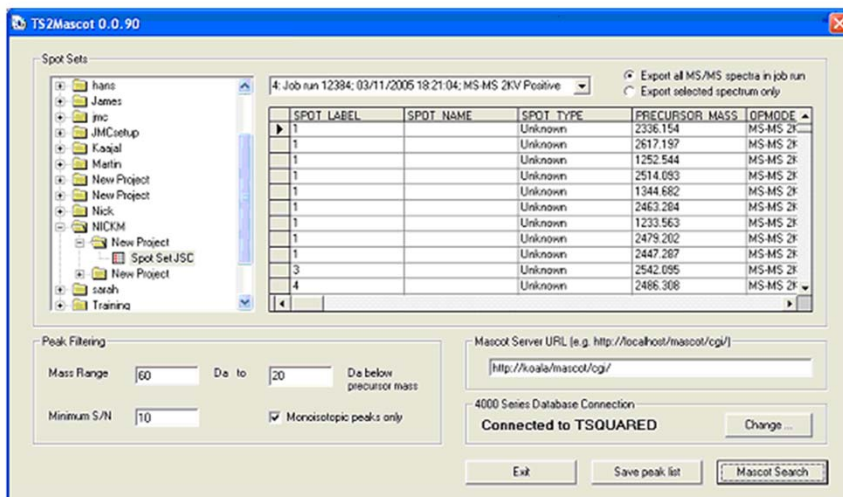 TS2Mascot 0.0.90
Spot Sets
hans
James
jmc
JMCsetup
Kaajal
Martin
New Project
New Project
Nick
NICKM
New Project
Spot Set JSC
New Project
sarah
Training
4: Job run 12384; 03/11/2005 18:21:04; MS-MS 2KV Positive
Export all MS/MS spectra in job run
Export selected spectrum only
SPOT_LABEL SPOT_NAME SPOT_TYPE PRECURSOR_MASS OPMODE
1 Unknown 2336.154 MS-MS 2K
1 Unknown 2617.197 MS-MS 2K
1 Unknown 1252.544 MS-MS 2K
1 Unknown 2514.093 MS-MS 2K
1 Unknown 1344.682 MS-MS 2K
1 Unknown 2463.284 MS-MS 2K
1 Unknown 1233.563 MS-MS 2K
1 Unknown 2479.202 MS-MS 2K
1 Unknown 2447.287 MS-MS 2K
3 Unknown 2542.095 MS-MS 2K
4 Unknown 2486.308 MS-MS 2K
Peak Filtering
Mass Range 60 Da to 20 Da below precursor mass
Minimum S/N 10 Monoisotopic peaks only
Mascot Server URL (e.g. http://localhost/mascot/cgi/)
http://koala/mascot/cgi/
4000 Series Database Connection
Connected to TSQUARED Change ...
Exit Save peak list Mascot Search